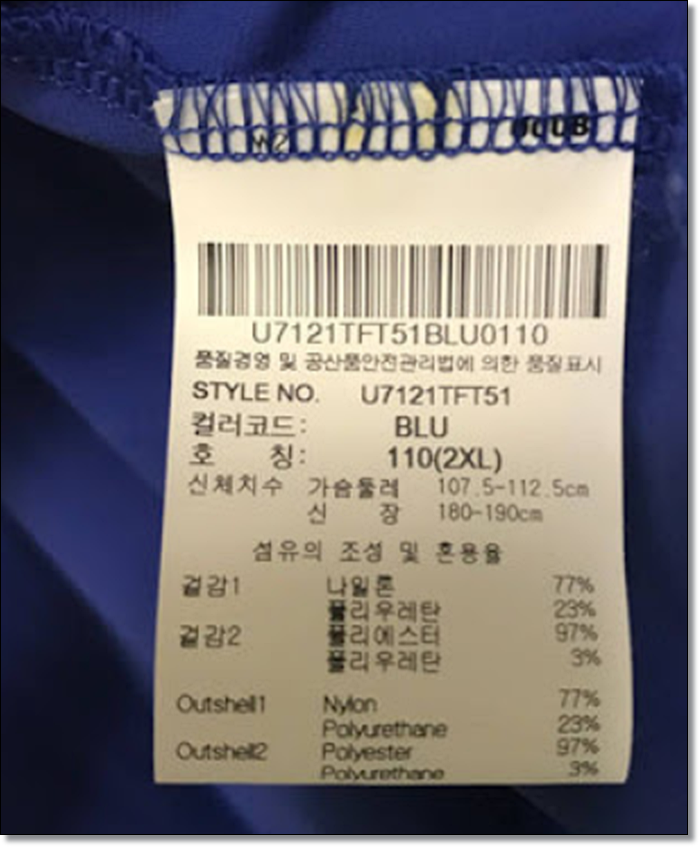 U7121TFT51BLU0110
품질경영 및 공산품안전관리법에 의한 품질표시
STYLE NO. U7121TFT51
컬러코드: BLU
호 칭: 110(2XL)
신체치수 가슴둘레 107.5-112.5cm
신 장 180-190cm
섬유의 조성 및 혼용율
겉감1 나일론 77%
폴리우레탄 23%
겉감2 폴리에스터 97%
폴리우레탄 3%
Outshell1 Nylon 77%
Polyurethane 23%
Outshell2 Polyester 97%
Polyurethane 3%